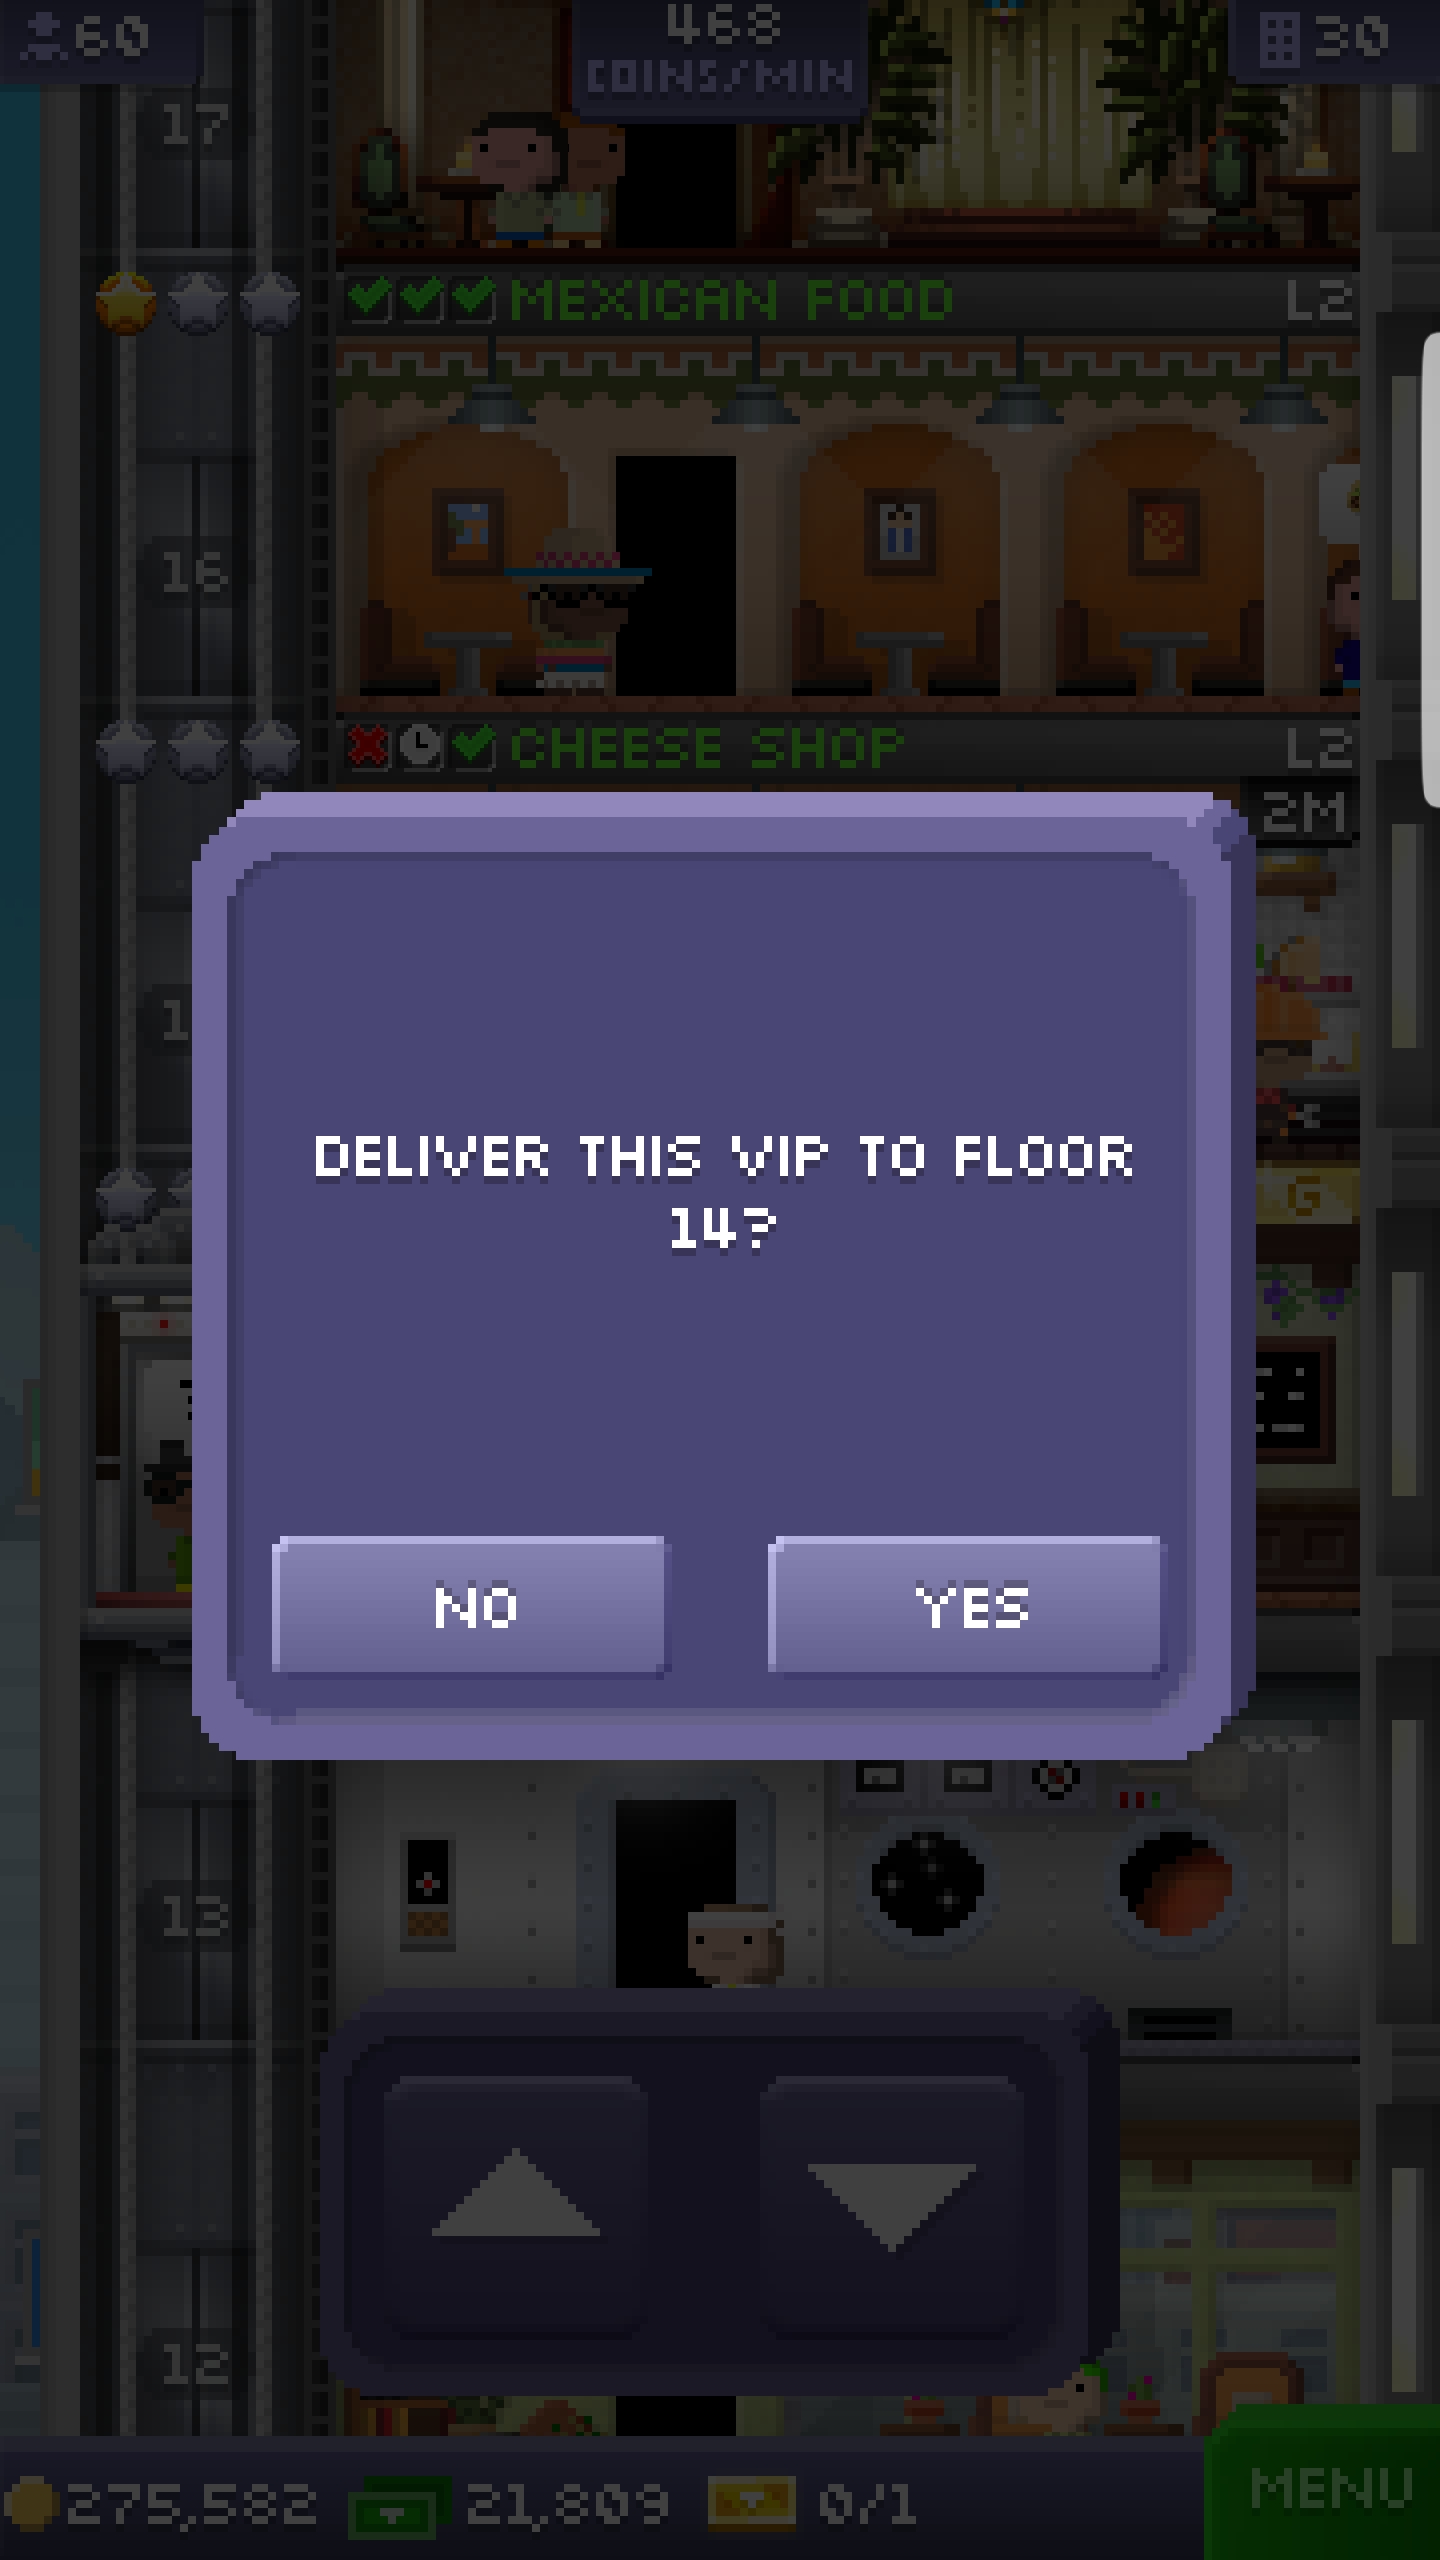 60
468
COINS/MIN
30
17
MEXICAN FOOD
L2
16
CHEESE SHOP
L2
2M
DELIVER THIS VIP TO FLOOR
14?
NO
YES
13
12
275,582
21,809
0/1
MENU